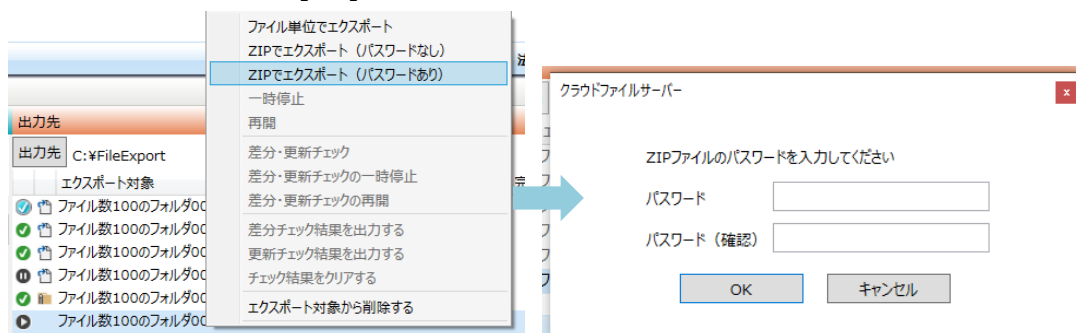 ファイル単位でエクスポート
ZIPでエクスポート（パスワードなし）
ZIPでエクスポート（パスワードあり）
一時停止
再開
差分・更新チェック
差分・更新チェックの一時停止
差分・更新チェックの再開
差分チェック結果を出力する
更新チェック結果を出力する
チェック結果をクリアする
エクスポート対象から削除する
出力先
出力先 C:¥FileExport
エクスポート対象
ファイル数100のフォルダ00
ファイル数100のフォルダ00
ファイル数100のフォルダ00
ファイル数100のフォルダ00
ファイル数100のフォルダ00
クラウドファイルサーバー
x
ZIPファイルのパスワードを入力してください
パスワード
パスワード（確認）
OK キャンセル